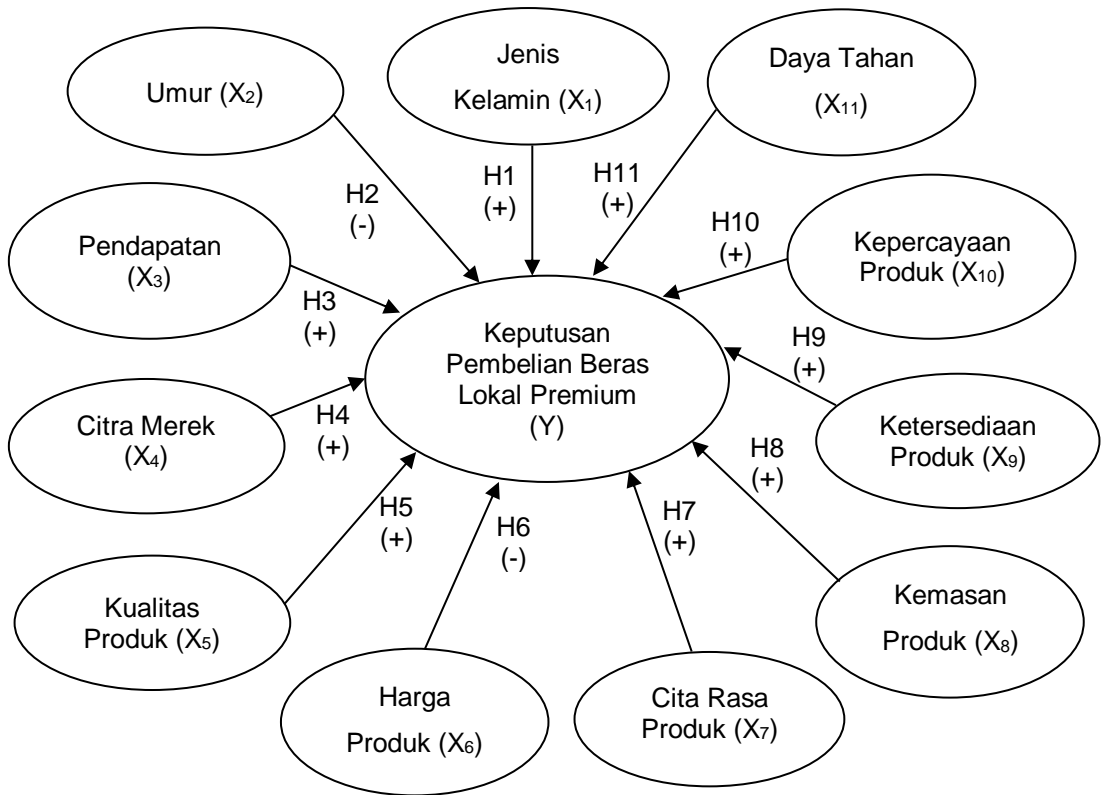 Jenis
Kelamin (X₁)
Daya Tahan
(X₁₁)
Umur (X₂)
H1
(+)
H11
(+)
H2
(-)
H10
(+)
Pendapatan
(X₃)
Kepercayaan
Produk (X₁₀)
H3
(+)
Keputusan
Pembelian Beras
Lokal Premium
(Y)
H9
(+)
Citra Merek
(X₄)
H4
(+)
Ketersediaan
Produk (X₉)
H8
(+)
H5
(+)
H6
(-)
H7
(+)
Kualitas
Produk (X₅)
Kemasan
Produk (X₈)
Harga
Produk (X₆)
Cita Rasa
Produk (X₇)